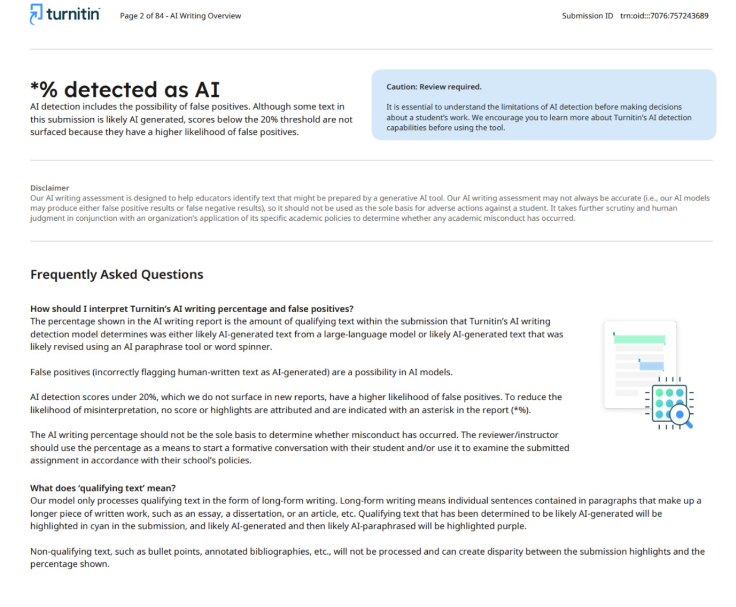 turnitin Page 2 of 84 - AI Writing Overview Submission ID trn:oid:::7076:757243689
*% detected as AI
AI detection includes the possibility of false positives. Although some text in
this submission is likely AI generated, scores below the 20% threshold are not
surfaced because they have a higher likelihood of false positives.
Caution: Review required.
It is essential to understand the limitations of AI detection before making decisions
about a student's work. We encourage you to learn more about Turnitin's AI detection
capabilities before using the tool.
Disclaimer
Our AI writing assessment is designed to help educators identify text that might be prepared by a generative AI tool. Our AI writing assessment may not always be accurate (i.e., our AI models
may produce either false positive results or false negative results), so it should not be used as the sole basis for adverse actions against a student. It takes further scrutiny and human
judgment in conjunction with an organization's application of its specific academic policies to determine whether any academic misconduct has occurred.
Frequently Asked Questions
How should I interpret Turnitin's AI writing percentage and false positives?
The percentage shown in the AI writing report is the amount of qualifying text within the submission that Turnitin's AI writing
detection model determines was either likely AI-generated text from a large-language model or likely AI-generated text that was
likely revised using an AI paraphrase tool or word spinner.
False positives (incorrectly flagging human-written text as AI-generated) are a possibility in AI models.
AI detection scores under 20%, which we do not surface in new reports, have a higher likelihood of false positives. To reduce the
likelihood of misinterpretation, no score or highlights are attributed and are indicated with an asterisk in the report (*%).
The AI writing percentage should not be the sole basis to determine whether misconduct has occurred. The reviewer/instructor
should use the percentage as a means to start a formative conversation with their student and/or use it to examine the submitted
assignment in accordance with their school's policies.
What does 'qualifying text' mean?
Our model only processes qualifying text in the form of long-form writing. Long-form writing means individual sentences contained in paragraphs that make up a
longer piece of written work, such as an essay, a dissertation, or an article, etc. Qualifying text that has been determined to be likely AI-generated will be
highlighted in cyan in the submission, and likely AI-generated and then likely AI-paraphrased will be highlighted purple.
Non-qualifying text, such as bullet points, annotated bibliographies, etc., will not be processed and can create disparity between the submission highlights and the
percentage shown.